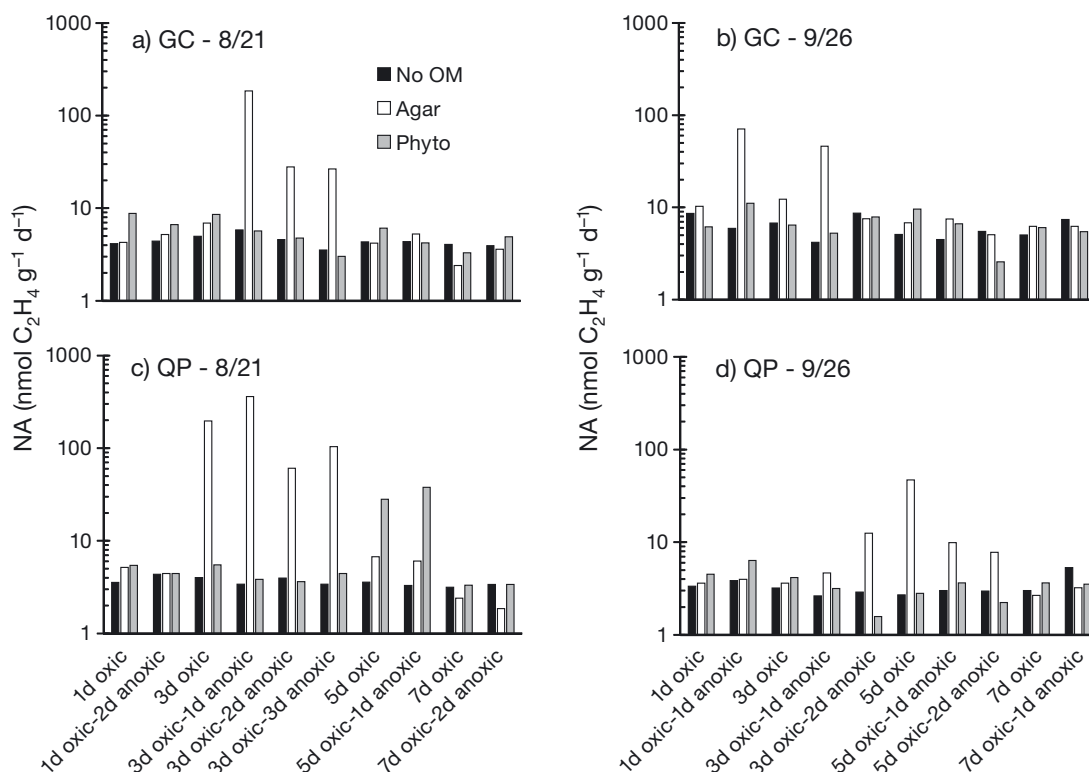 a) GC - 8/21
No OM
Agar
Phyto
1000
100
10
1
b) GC - 9/26
1000
100
10
1
NA (nmol C₂H₄ g⁻¹ d⁻¹)
NA (nmol C₂H₄ g⁻¹ d⁻¹)
c) QP - 8/21
1000
100
10
1
d) QP - 9/26
1000
100
10
1
1d oxic
1d oxic-2d anoxic
3d oxic
3d oxic-1d anoxic
3d oxic-2d anoxic
3d oxic-3d anoxic
5d oxic
5d oxic-1d anoxic
7d oxic
7d oxic-2d anoxic
1d oxic
1d oxic-1d anoxic
3d oxic
3d oxic-1d anoxic
3d oxic-2d anoxic
5d oxic
5d oxic-1d anoxic
5d oxic-2d anoxic
7d oxic
7d oxic-1d anoxic